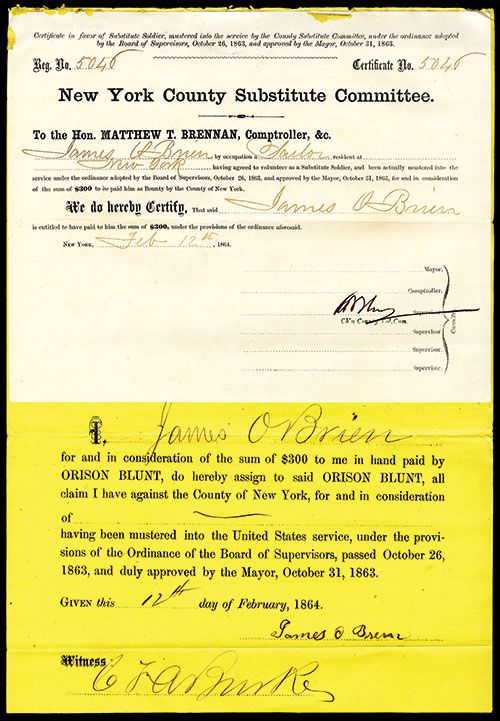 Certificate in favor of Substitute Soldier, mustered into the service by the County Substitute Committee, under the ordinance adopted
by the Board of Supervisors, October 26, 1863, and approved by the Mayor, October 31, 1863.
Reg. No. 5046 Certificate No. 5046
New York County Substitute Committee.
To the Hon. MATTHEW T. BRENNAN, Comptroller, &c.
James O Brien by occupation a Tailor resident at
New York having agreed to volunteer as a Substitute Soldier, and been actually mustered into the
service under the ordinance adopted by the Board of Supervisors, October 26, 1863, and approved by the Mayor, October 31, 1863, for and in consideration
of the sum of $300 to be paid him as Bounty by the County of New York.
We do hereby Certify, That said James O Brien
is entitled to have paid to him the sum of $300, under the provisions of the ordinance aforesaid.
New York, Feb 12th 1864.
Mayor.
Comptroller.
Supervisor
Ch'n County Vol. Com.
Supervisor
Supervisor.
Supervisor.
I, James O Brien
for and in consideration of the sum of $300 to me in hand paid by
ORISON BLUNT, do hereby assign to said ORISON BLUNT, all
claim I have against the County of New York, for and in consideration
of
having been mustered into the United States service, under the provi-
sions of the Ordinance of the Board of Supervisors, passed October 26,
1863, and duly approved by the Mayor, October 31, 1863.
GIVEN this 12th day of February, 1864.
James O Brien
Witness